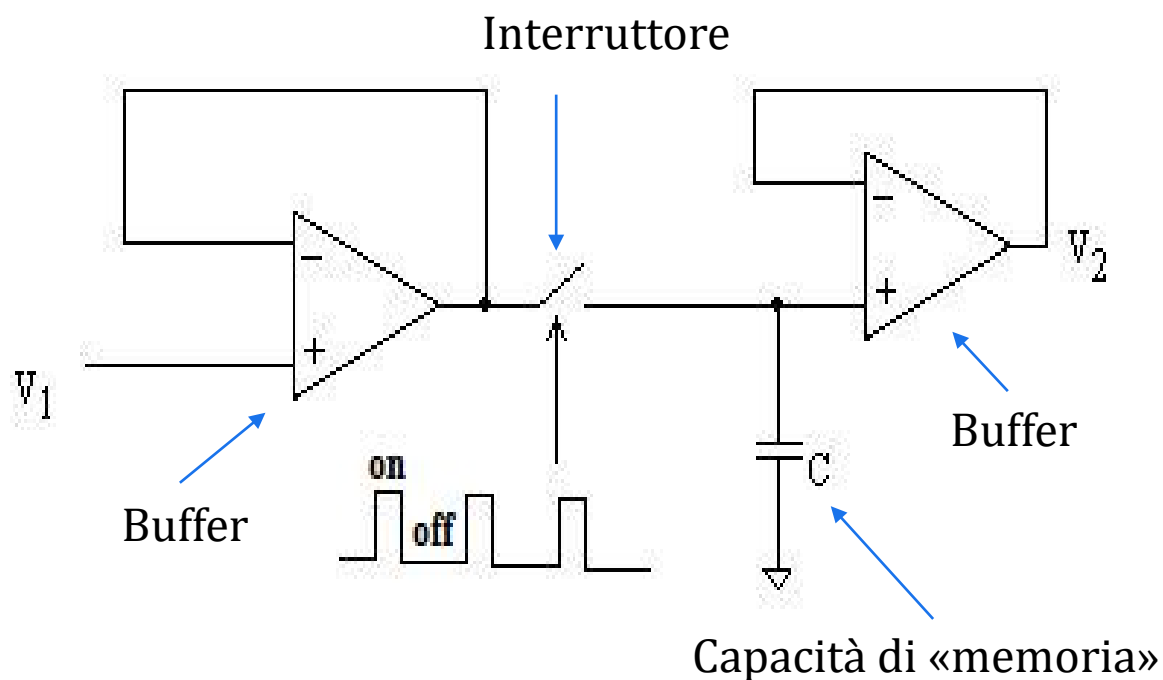 Interruttore
−
+
V1
−
+
V2
Buffer
Buffer
on
off
C
Capacità di «memoria»